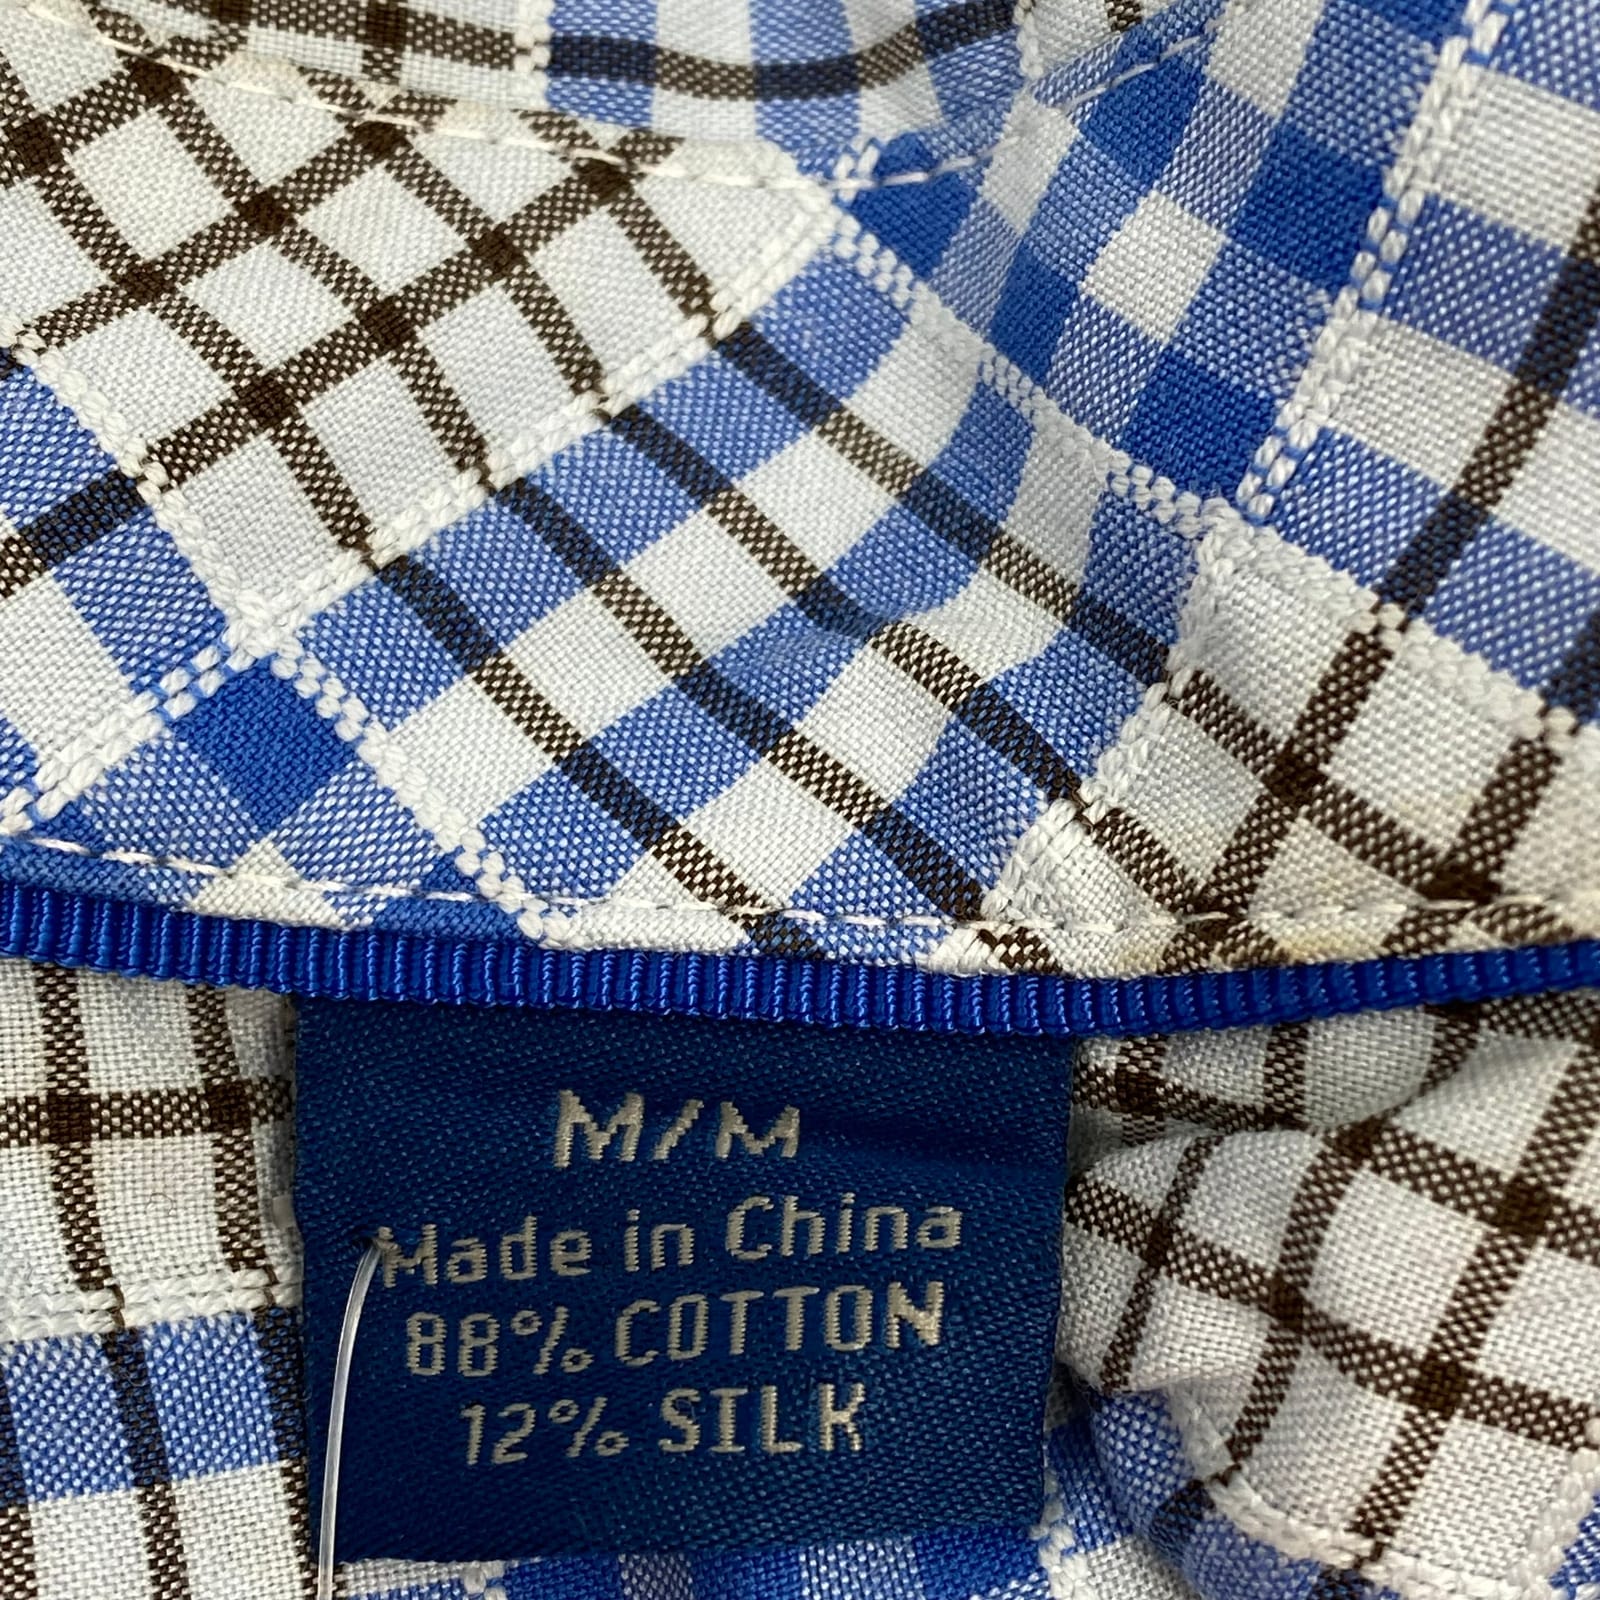 M/M
Made in China
88% COTTON
12% SILK